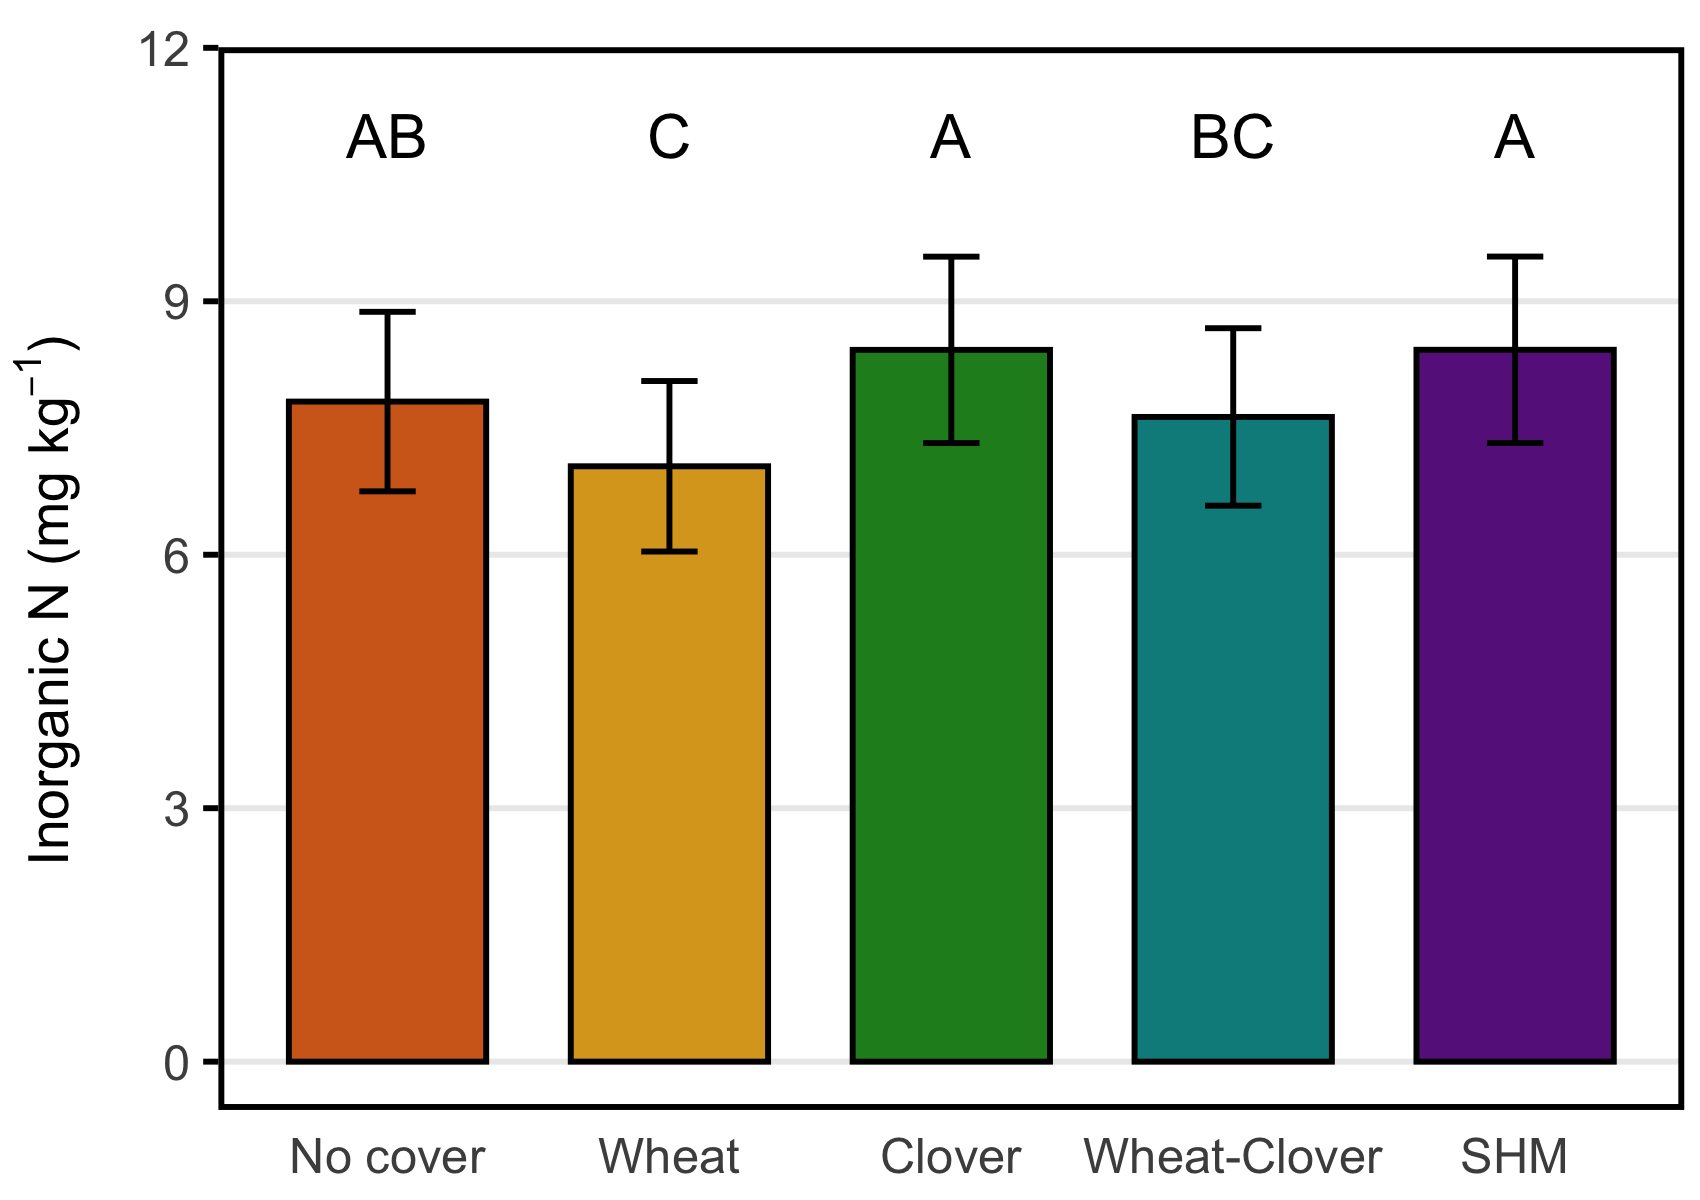 12
AB C A BC A
9
6
3
0
Inorganic N (mg kg⁻¹)
No cover Wheat Clover Wheat-Clover SHM